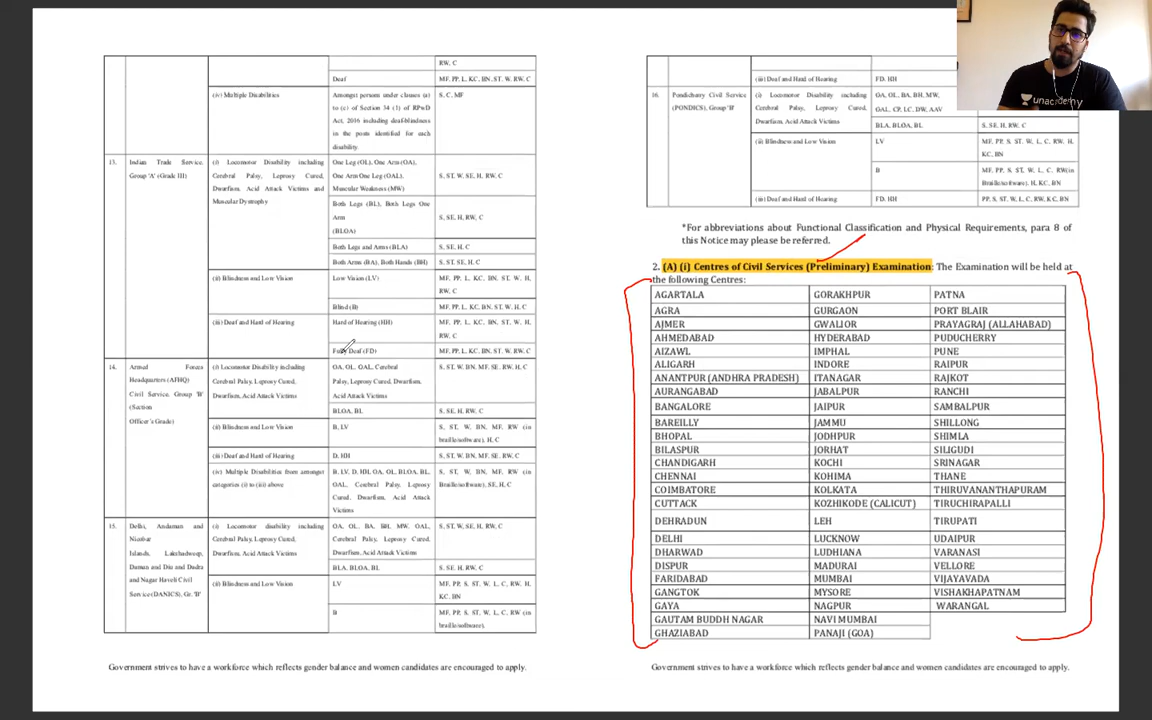 RW, C
Deaf
MF, PP, L, KC, BN, ST, W, RW, C
(iv) Multiple Disabilities
Amongst persons under clauses (a)
to (c) of Section 34 (1) of RPwD
Act, 2016 including deaf-blindness
in the posts identified for each
disability
S, C, MF
13.
Indian Trade Service,
Group 'A' (Grade III)
(i) Locomotor Disability including
Cerebral Palsy, Leprosy Cured,
Dwarfism, Acid Attack Victims and
Muscular Dystrophy
One Leg (OL), One Arm (OA),
One Arm One Leg (OAL),
Muscular Weakness (MW)
S, ST, W, SE, H, RW, C
Both Legs (BL), Both Legs One
Arm
(BLOA)
S, SE, H, RW, C
Both Legs and Arms (BLA)
S, SE, H, C
Both Arms (BA), Both Hands (BH)
S, ST, SE, H, C
(ii) Blindness and Low Vision
Low Vision (LV)
MF, PP, L, KC, BN, ST, W, H,
RW, C
Blind (B)
MF, PP, L, KC, BN, ST, W, H, C
(iii) Deaf and Hard of Hearing
Hard of Hearing (HH)
MF, PP, L, KC, BN, ST, W, H,
RW, C
Fully Deaf (FD)
MF, PP, L, KC, BN, ST, W, RW, C
14.
Armed Forces
Headquarters (AFHQ)
Civil Service, Group 'B'
(Section
Officer's Grade)
(i) Locomotor Disability including
Cerebral Palsy, Leprosy Cured,
Dwarfism, Acid Attack Victims
OA, OL, OAL, Cerebral
Palsy, Leprosy Cured, Dwarfism,
Acid Attack Victims
S, ST, W, BN, MF, SE, RW, H, C
BLOA, BL
S, SE, H, RW, C
(ii) Blindness and Low Vision
B, LV
S, ST, W, BN, MF, RW (in
braille/software), H, C
(iii) Deaf and Hard of Hearing
D, HH
S, ST, W, BN, MF, SE, RW, C
(iv) Multiple Disabilities from amongst
categories (i) to (iii) above
B, LV, D, HH, OA, OL, BLOA, BL,
OAL, Cerebral Palsy, Leprosy
Cured, Dwarfism, Acid Attack
Victims
S, ST, W, BN, MF, RW (in
Braille/software), SE, H, C
15.
Delhi, Andaman and
Nicobar
Islands, Lakshadweep,
Daman and Diu and Dadra
and Nagar Haveli Civil
Service (DANICS), Gr. 'B'
(i) Locomotor disability including
Cerebral Palsy, Leprosy Cured,
Dwarfism, Acid Attack Victims
OA, OL, BA, BH, MW, OAL,
Cerebral Palsy, Leprosy Cured,
Dwarfism, Acid Attack Victims
S, ST, W, SE, H, RW, C
BLA, BLOA, BL
S, SE, H, RW, C
(ii) Blindness and Low Vision
LV
MF, PP, S, ST, W, L, C, RW, H,
KC, BN
B
MF, PP, S, ST, W, L, C, RW (in
braille/software),
Government strives to have a workforce which reflects gender balance and women candidates are encouraged to apply.
(iii) Deaf and Hard of Hearing
FD, HH
16.
Pondicherry Civil Service
(PONDICS), Group 'B'
(i) Locomotor Disability including
Cerebral Palsy, Leprosy Cured,
Dwarfism, Acid Attack Victims
OA, OL, BA, BH, MW,
OAL, CP, LC, DW, AAV
BLA, BLOA, BL
S, SE, H, RW, C
(ii) Blindness and Low Vision
LV
MF, PP, S, ST, W, L, C, RW, H,
KC, BN
B
MF, PP, S, ST, W, L, C, RW(in
Braille/software), H, KC, BN
(iii) Deaf and Hard of Hearing
FD, HH
PP, S, ST, W, L, C, RW, KC, BN
*For abbreviations about Functional Classification and Physical Requirements, para 8 of
this Notice may please be referred.
2. (A) (i) Centres of Civil Services (Preliminary) Examination: The Examination will be held at
the following Centres:
AGARTALA GORAKHPUR PATNA
AGRA GURGAON PORT BLAIR
AJMER GWALIOR PRAYAGRAJ (ALLAHABAD)
AHMEDABAD HYDERABAD PUDUCHERRY
AIZAWL IMPHAL PUNE
ALIGARH INDORE RAIPUR
ANANTPUR (ANDHRA PRADESH) ITANAGAR RAJKOT
AURANGABAD JABALPUR RANCHI
BANGALORE JAIPUR SAMBALPUR
BAREILLY JAMMU SHILLONG
BHOPAL JODHPUR SHIMLA
BILASPUR JORHAT SILIGUDI
CHANDIGARH KOCHI SRINAGAR
CHENNAI KOHIMA THANE
COIMBATORE KOLKATA THIRUVANANTHAPURAM
CUTTACK KOZHIKODE (CALICUT) TIRUCHIRAPALLI
DEHRADUN LEH TIRUPATI
DELHI LUCKNOW UDAIPUR
DHARWAD LUDHIANA VARANASI
DISPUR MADURAI VELLORE
FARIDABAD MUMBAI VIJAYAVADA
GANGTOK MYSORE VISHAKHAPATNAM
GAYA NAGPUR WARANGAL
GAUTAM BUDDH NAGAR NAVI MUMBAI
GHAZIABAD PANAJI (GOA)
Government strives to have a workforce which reflects gender balance and women candidates are encouraged to apply.
unacademy